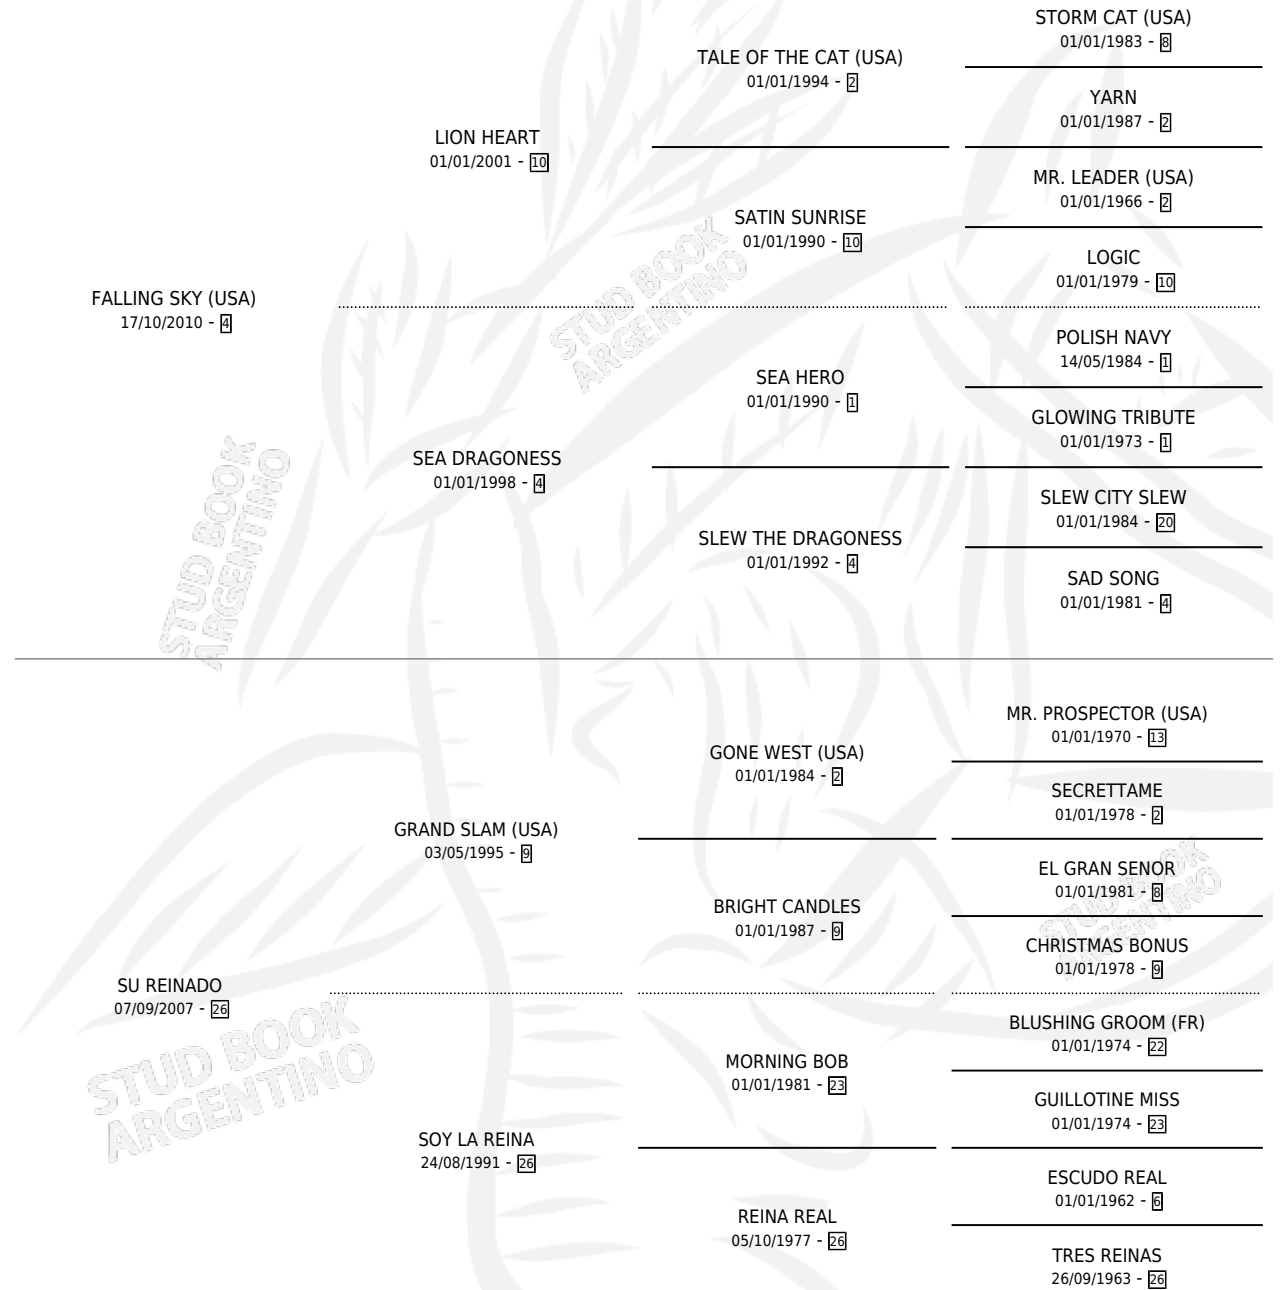 STORM CAT (USA)
01/01/1983 - 8
TALE OF THE CAT (USA)
01/01/1994 - 2
YARN
01/01/1987 - 2
LION HEART
01/01/2001 - 10
MR. LEADER (USA)
01/01/1966 - 2
SATIN SUNRISE
01/01/1990 - 10
LOGIC
01/01/1979 - 10
FALLING SKY (USA)
17/10/2010 - 4
STUD BOOK
ARGENTINO
POLISH NAVY
14/05/1984 - 1
SEA HERO
01/01/1990 - 1
GLOWING TRIBUTE
01/01/1973 - 1
SEA DRAGONESS
01/01/1998 - 4
SLEW CITY SLEW
01/01/1984 - 20
SLEW THE DRAGONESS
01/01/1992 - 4
SAD SONG
01/01/1981 - 4
STUD BOOK
ARGENTINO
MR. PROSPECTOR (USA)
01/01/1970 - 13
GONE WEST (USA)
01/01/1984 - 2
SECRETTAME
01/01/1978 - 2
GRAND SLAM (USA)
03/05/1995 - 9
EL GRAN SENOR
01/01/1981 - 8
BRIGHT CANDLES
01/01/1987 - 9
STUD BOOK
ARGENTINO
CHRISTMAS BONUS
01/01/1978 - 9
SU REINADO
07/09/2007 - 26
BLUSHING GROOM (FR)
01/01/1974 - 22
MORNING BOB
01/01/1981 - 23
STUD BOOK
ARGENTINO
GUILLOTINE MISS
01/01/1974 - 23
SOY LA REINA
24/08/1991 - 26
ESCUDO REAL
01/01/1962 - 6
REINA REAL
05/10/1977 - 26
TRES REINAS
26/09/1963 - 26